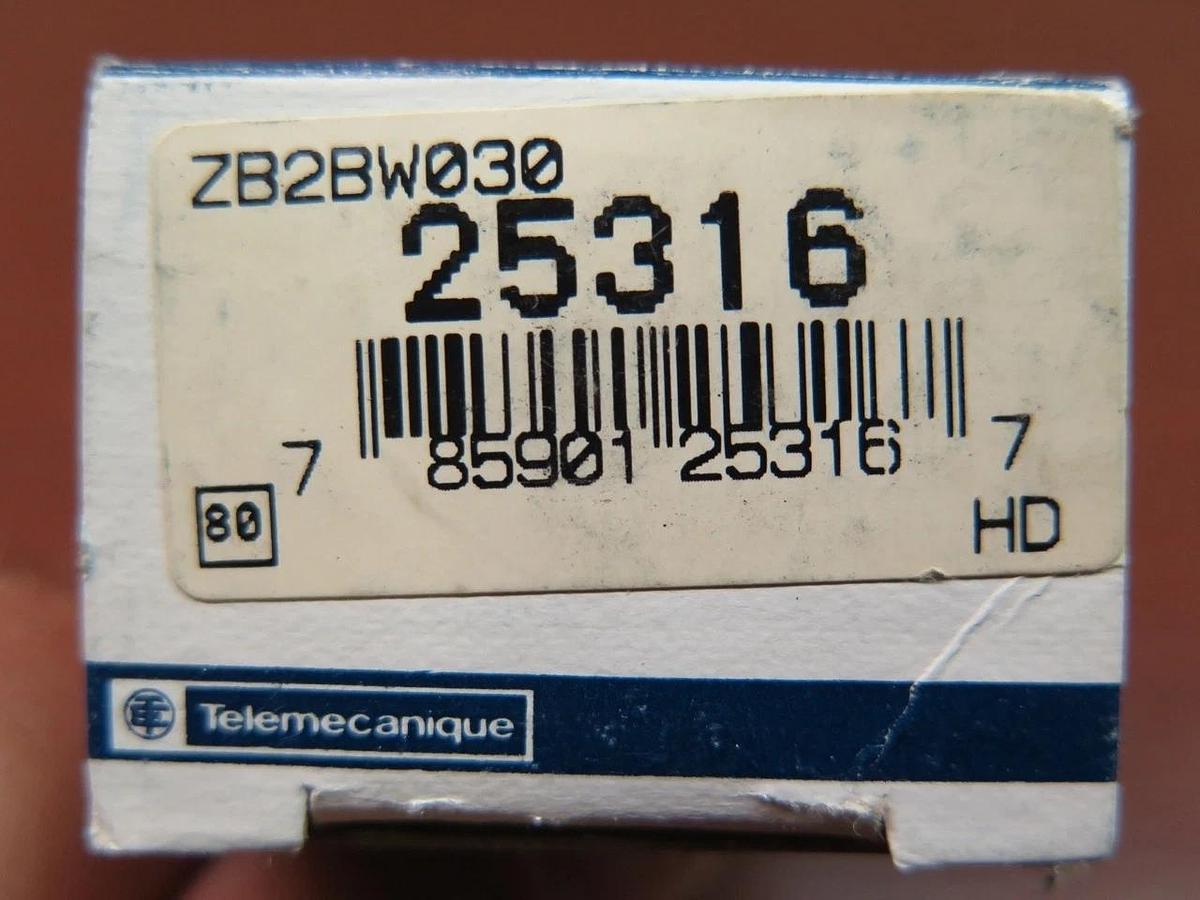 ZB2BW030
25316
7 85901 25316 7
80 HD
Telemecanique